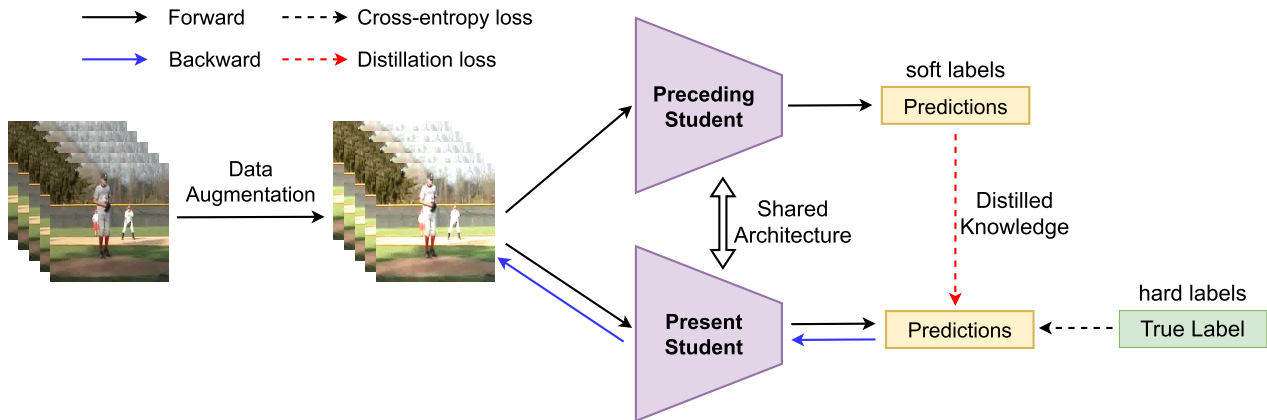 Forward
Cross-entropy loss
Backward
Distillation loss
Data
Augmentation
Preceding
Student
soft labels
Predictions
Shared
Architecture
Distilled
Knowledge
Present
Student
Predictions
hard labels
True Label